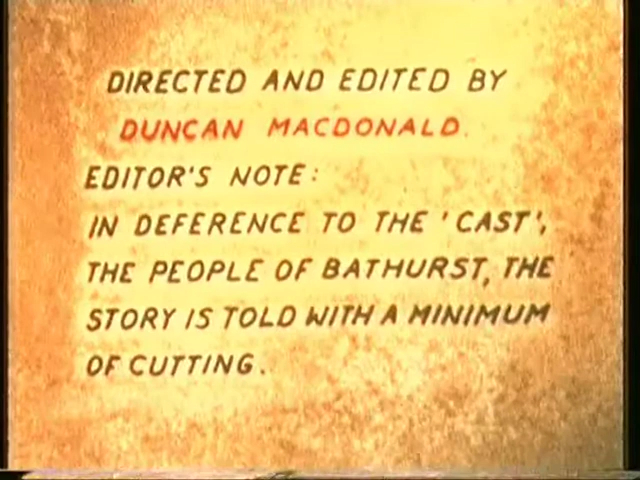 DIRECTED AND EDITED BY
DUNCAN MACDONALD.
EDITOR'S NOTE:
IN DEFERENCE TO THE 'CAST',
THE PEOPLE OF BATHURST, THE
STORY IS TOLD WITH A MINIMUM
OF CUTTING.